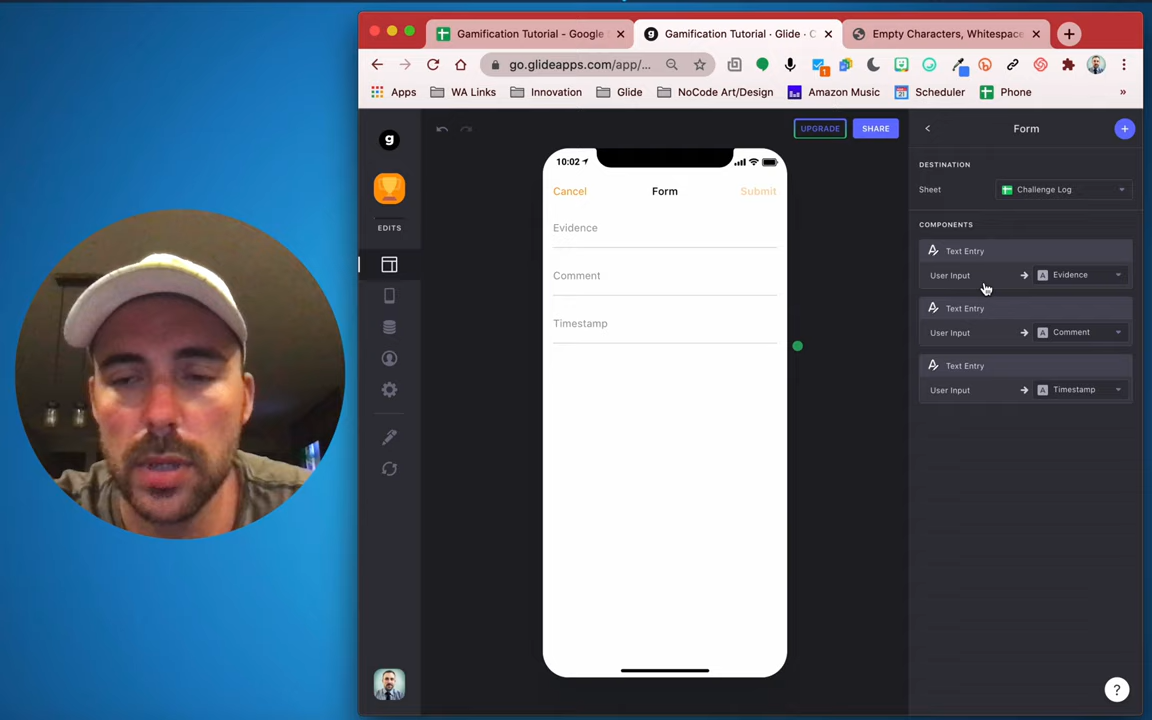 Gamification Tutorial - Google
Gamification Tutorial · Glide · C
Empty Characters, Whitespace
go.glideapps.com/app/...
1
Apps
WA Links
Innovation
Glide
NoCode Art/Design
Amazon Music
Scheduler
Phone
»
g
EDITS
UPGRADE
SHARE
10:02
Cancel
Form
Submit
Evidence
Comment
Timestamp
Form
DESTINATION
Sheet
Challenge Log
COMPONENTS
Text Entry
User Input
A
Evidence
Text Entry
User Input
A
Comment
Text Entry
User Input
A
Timestamp
?